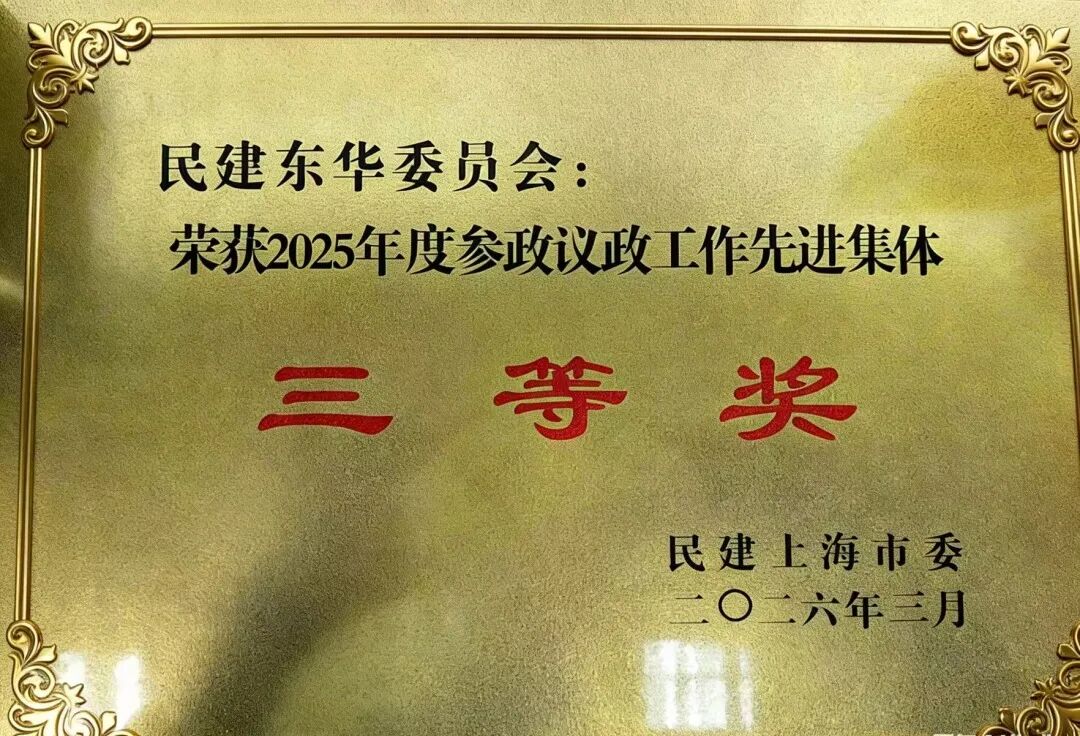 民建东华委员会：
荣获2025年度参政议政工作先进集体
三等奖
民建上海市委
二〇二六年三月